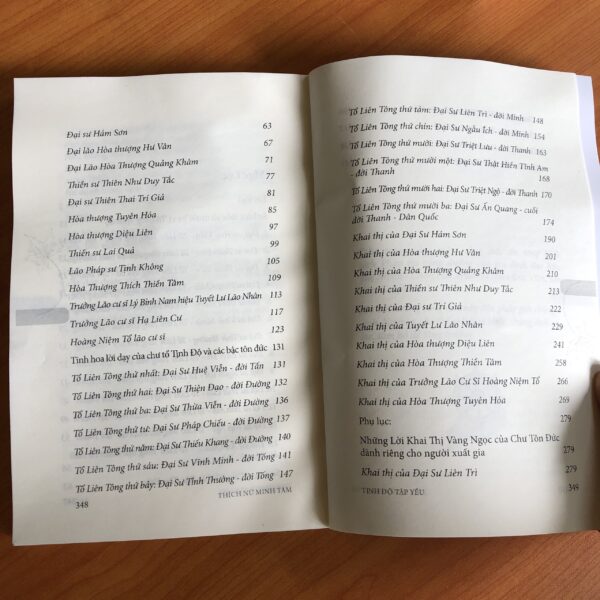 Đại sư Hám Sơn 63
Đại lão Hòa thượng Hư Vân 67
Đại Lão Hòa Thượng Quảng Khâm 71
Thiền sư Thiên Như Duy Tắc 77
Đại sư Thiên Thai Trí Giả 81
Hòa thượng Tuyên Hóa 85
Hòa thượng Diệu Liên 97
Thiền sư Lai Quả 99
Lão Pháp sư Tịnh Không 105
Hòa Thượng Thích Thiền Tâm 109
Trưởng Lão cư sĩ Lý Bỉnh Nam hiệu Tuyết Lư Lão Nhân 113
Trưởng Lão cư sĩ Hạ Liên Cư 117
Hoàng Niệm Tổ lão cư sĩ 123
Tinh hoa lời dạy của chư tổ Tịnh Độ và các bậc tôn đức 131
Tổ Liên Tông thứ nhất: Đại Sư Huệ Viễn - đời Tấn 131
Tổ Liên Tông thứ hai: Đại Sư Thiện Đạo - đời Đường 132
Tổ Liên Tông thứ ba: Đại Sư Thừa Viễn - đời Đường 136
Tổ Liên Tông thứ tư: Đại Sư Pháp Chiếu - đời Đường 137
Tổ Liên Tông thứ năm: Đại Sư Thiếu Khang - đời Đường 140
Tổ Liên Tông thứ sáu: Đại Sư Vĩnh Minh - đời Tống 141
Tổ Liên Tông thứ bảy: Đại Sư Tỉnh Thường - đời Tống 147
348 THÍCH NỮ MINH TÂM
Tổ Liên Tông thứ tám: Đại Sư Liên Trì - đời Minh 148
Tổ Liên Tông thứ chín: Đại Sư Ngẫu Ích - đời Minh 154
Tổ Liên Tông thứ mười: Đại Sư Triệt Lưu - đời Thanh 163
Tổ Liên Tông thứ mười một: Đại Sư Thật Hiền Tỉnh Am
- đời Thanh 168
Tổ Liên Tông thứ mười hai: Đại Sư Triệt Ngộ - đời Thanh 170
Tổ Liên Tông thứ mười ba: Đại Sư Ấn Quang - cuối
đời Thanh - Dân Quốc 174
Khai thị của Đại Sư Hám Sơn 190
Khai thị của Hòa thượng Hư Vân 201
Khai thị của Hòa Thượng Quảng Khâm 210
Khai thị của Thiền sư Thiên Như Duy Tắc 213
Khai thị của Đại sư Trí Giả 222
Khai thị của Tuyết Lư Lão Nhân 229
Khai thị của Hòa thượng Diệu Liên 241
Khai thị của Hòa Thượng Thiền Tâm 258
Khai thị của Trưởng Lão Cư Sĩ Hoàng Niệm Tổ 266
Khai thị của Hòa Thượng Tuyên Hóa 269
Phụ lục: 279
Những Lời Khai Thị Vàng Ngọc của Chư Tôn Đức
dành riêng cho người xuất gia 279
Khai thị của Đại Sư Liên Trì 279
TỊNH ĐỘ TẬP YẾU 349